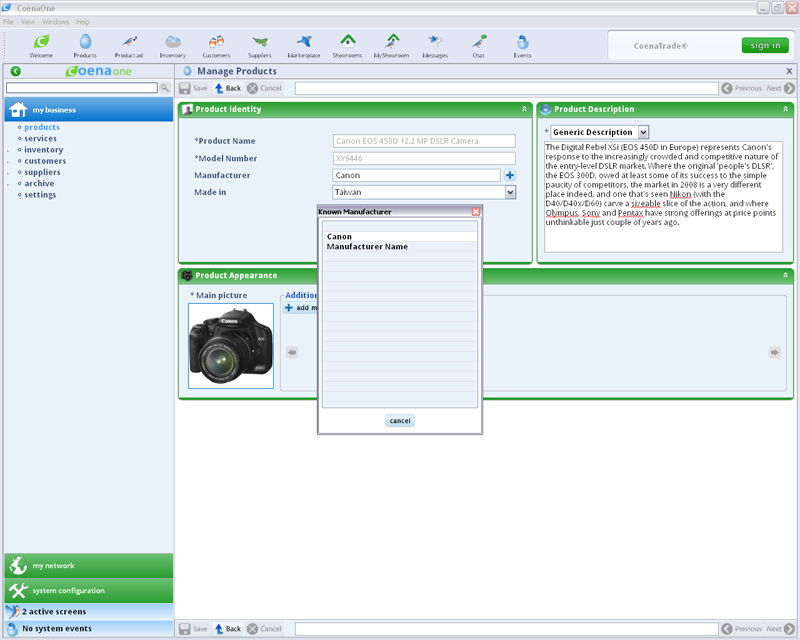 CoenaOne
File View Windows Help
Welcome Products Product ad Inventory Customers Suppliers Marketplace Showrooms MyShowroom Messages Chat Events
CoenaTrade®
sign in
Coenaone
Manage Products
Save Back Cancel
Previous Next
my business
products
services
inventory
customers
suppliers
archive
settings
Product identity
*Product Name
Canon EOS 450D 12.2 MP DSLR Camera
*Model Number
XY9446
Manufacturer
Canon
Made in
Taiwan
Product Description
* Generic Description
The Digital Rebel XSi (EOS 450D in Europe) represents Canon's
response to the increasingly crowded and competitive nature of
the entry-level DSLR market. Where the original 'people's DLSR',
the EOS 300D, owed at least some of its success to the simple
paucity of competitors, the market in 2008 is a very different
place indeed, and one that's seen Nikon (with the
D40/D40x/D60) carve a sizeable slice of the action, and where
Olympus, Sony and Pentax have strong offerings at price points
unthinkable just couple of years ago.
Known Manufacturer
Canon
Manufacturer Name
cancel
Product Appearance
* Main picture
Addition
add m
Canon
my network
system configuration
2 active screens
No system events
Save Back Cancel
Previous Next